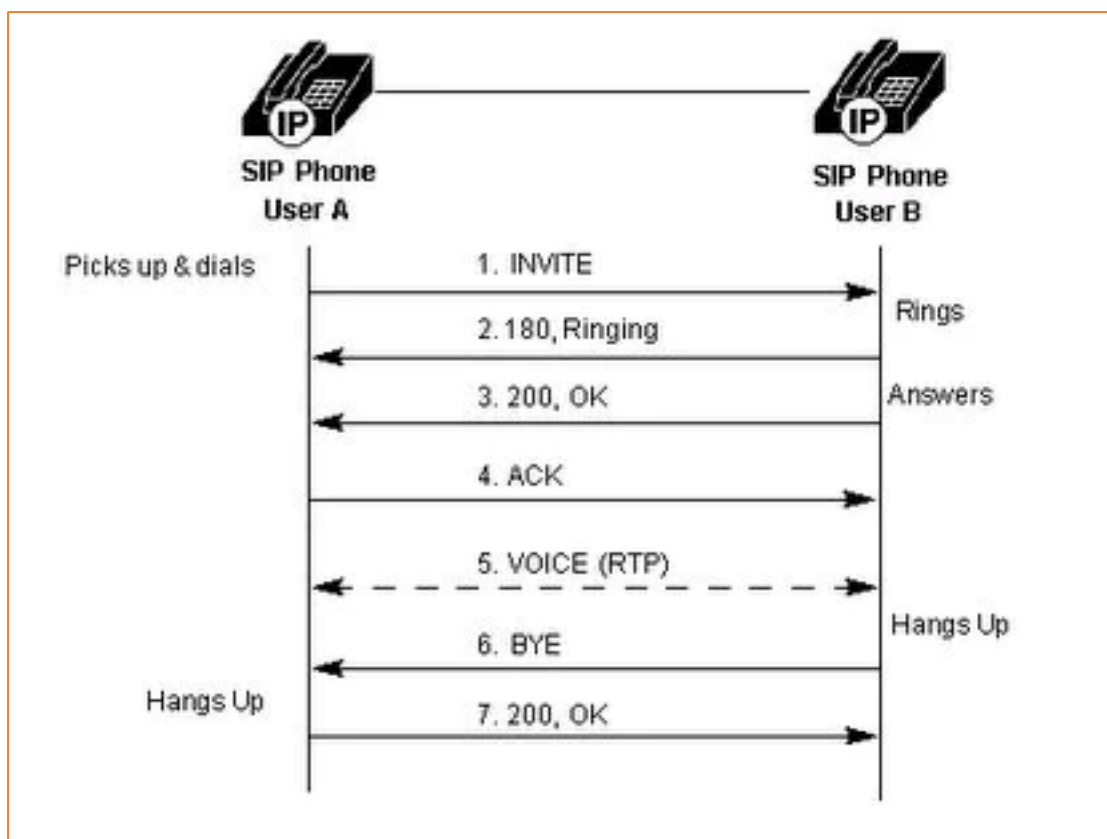 IP
IP
SIP Phone
User A
SIP Phone
User B
Picks up & dials
1. INVITE
Rings
2. 180, Ringing
3. 200, OK
Answers
4. ACK
5. VOICE (RTP)
Hangs Up
6. BYE
Hangs Up
7. 200, OK